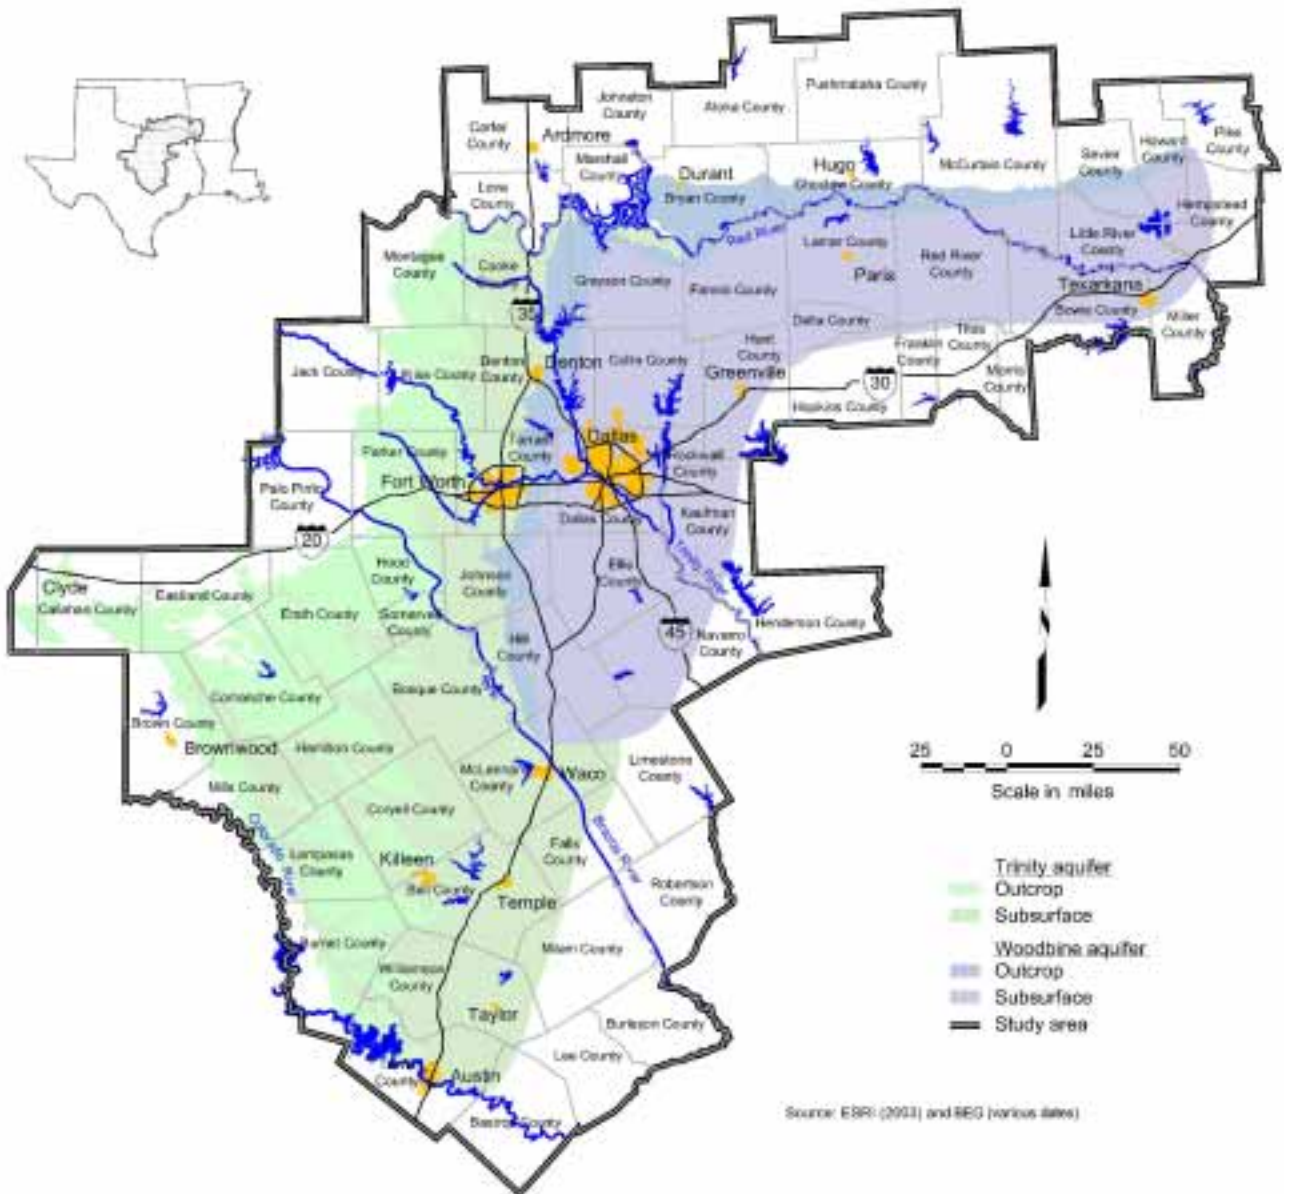 Pushmataha County
Johnston
County
Atoka County
Carter
County
Ardmore
Marshall
County
Durant
Hugo
McCurtain County
Howard
County
Pike
County
Love
County
Bryan County
Choctaw County
Hempstead
County
Red River
Lamar County
Little River
County
Montague
County
Cooke
Grayson County
Fannin County
Paris
Red River
County
Texarkana
Bowie County
Miller
County
35
Delta County
Titus
County
Franklin
County
Morris
County
Hunt
County
Jack County
Denton
County
Denton
Collin County
Greenville
30
Hopkins County
Parker County
Tarrant
County
Dallas
Rockwall
County
Fort Worth
Palo Pinto
County
Dallas County
Kaufman
County
20
Trinity River
Hood
County
Johnson
County
Ellis
County
Clyde
Callahan County
Eastland County
Erath County
Somervell
County
Hill
County
45
Navarro
County
Henderson County
Comanche County
Bosque County
Brown County
Brownwood
Hamilton County
McLennan
County
Waco
Limestone
County
Mills County
Coryell County
Colorado River
Lampasas
County
Killeen
Bell County
Temple
Falls
County
Brazos River
Robertson
County
Burnet County
Milam County
Williamson
County
Taylor
Burleson County
Lee County
County
Austin
Bastrop County
25 0 25 50
Scale in miles
Trinity aquifer
Outcrop
Subsurface
Woodbine aquifer
Outcrop
Subsurface
Study area
Source: ESRI (2003) and BEG (various dates)